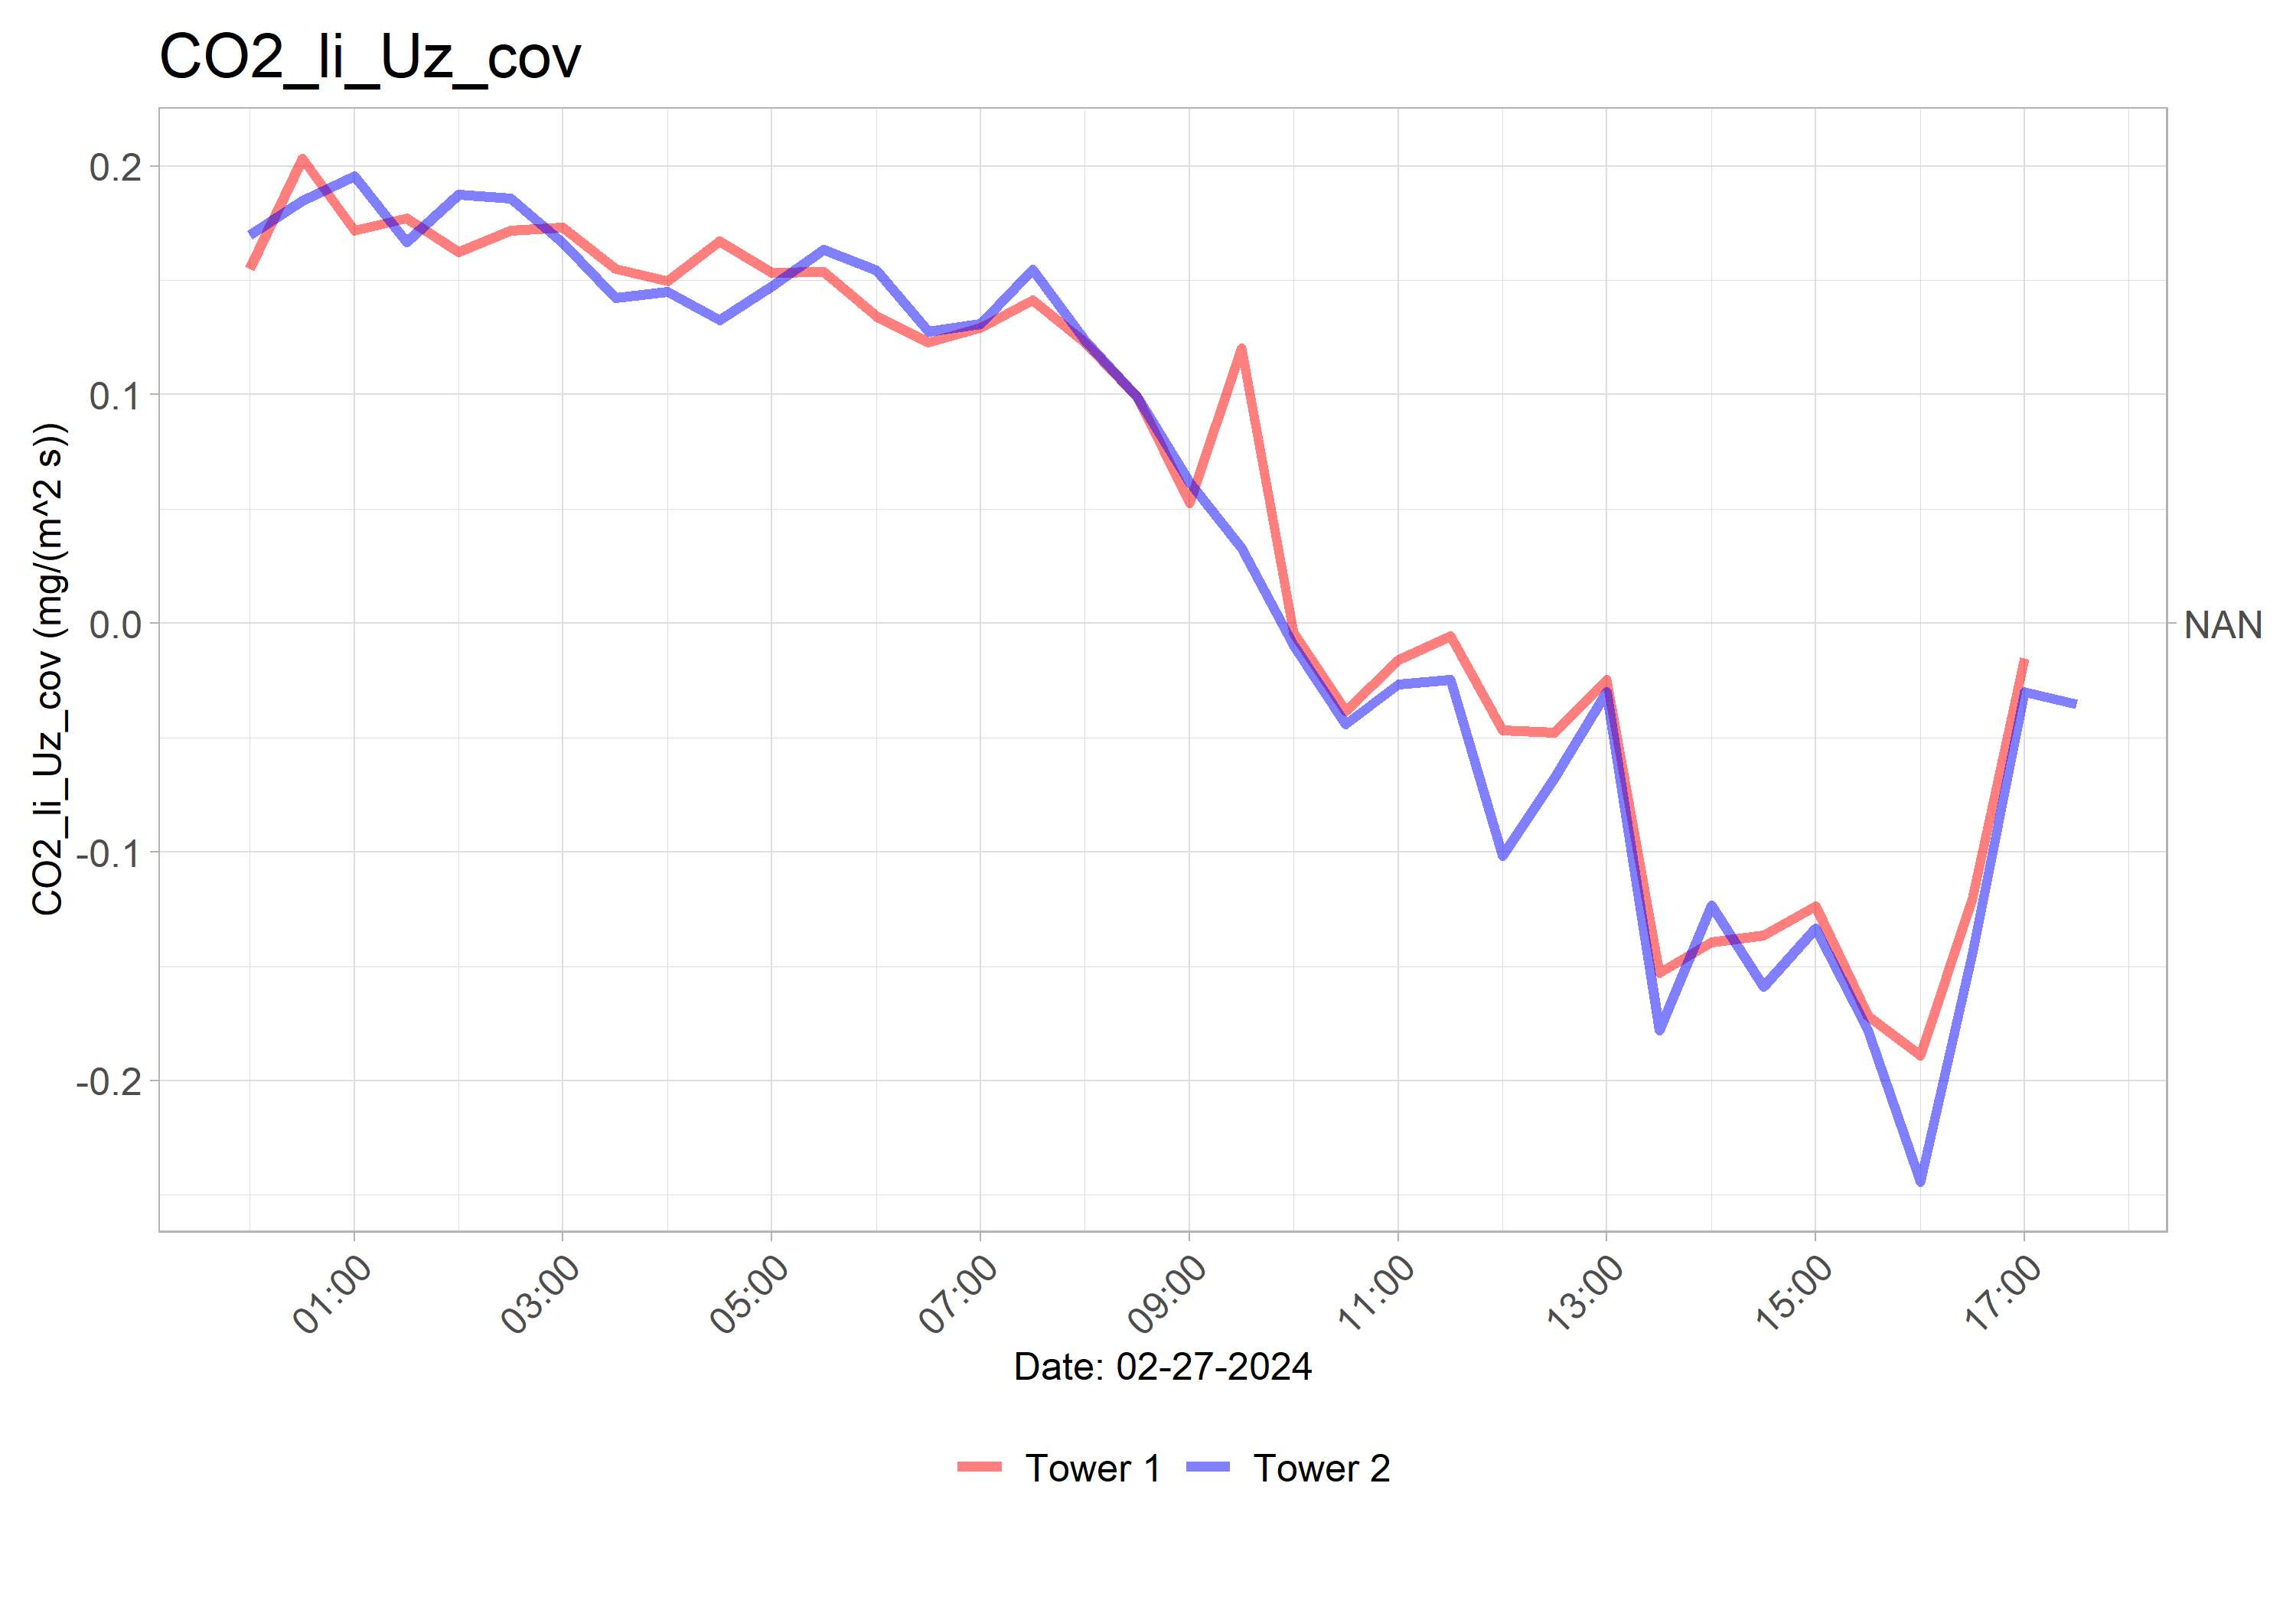 CO2_li_Uz_cov
CO2_li_Uz_cov (mg/(m^2 s))
0.2
0.1
0.0
-0.1
-0.2
NAN
01:00 03:00 05:00 07:00 09:00 11:00 13:00 15:00 17:00
Date: 02-27-2024
Tower 1 Tower 2